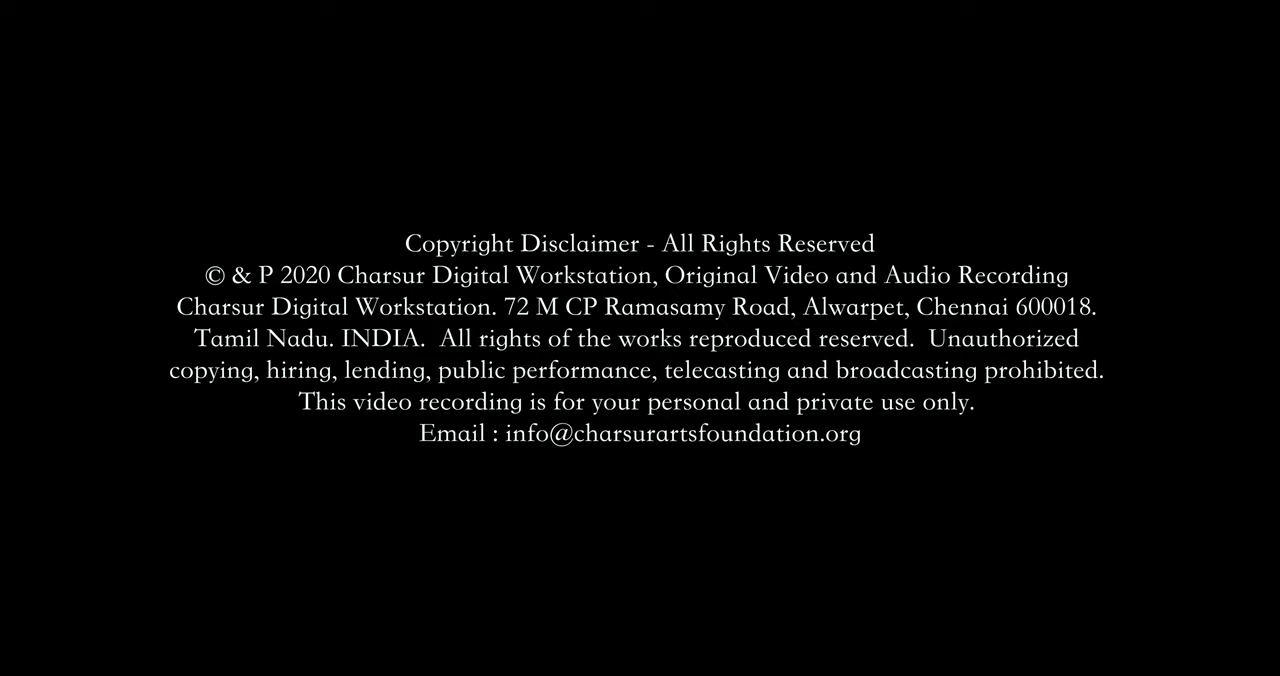 Copyright Disclaimer - All Rights Reserved
© & P 2020 Charsur Digital Workstation, Original Video and Audio Recording
Charsur Digital Workstation. 72 M CP Ramasamy Road, Alwarpet, Chennai 600018.
Tamil Nadu. INDIA.  All rights of the works reproduced reserved.  Unauthorized
copying, hiring, lending, public performance, telecasting and broadcasting prohibited.
This video recording is for your personal and private use only.
Email : info@charsurartsfoundation.org